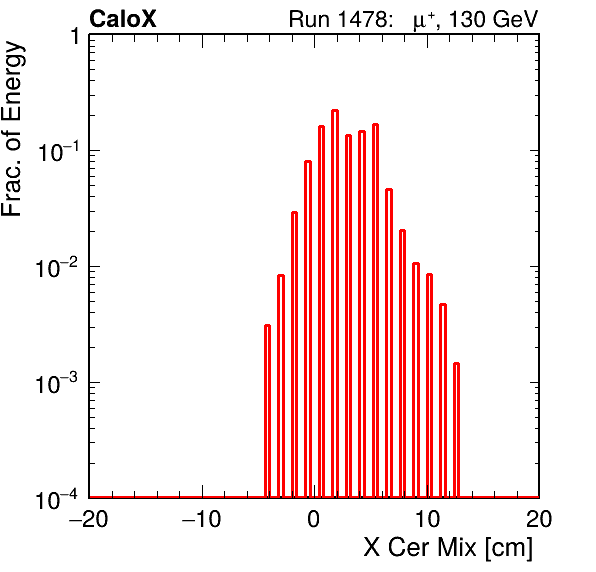 CaloX Run 1478: μ⁺, 130 GeV
Frac. of Energy
1
10⁻¹
10⁻²
10⁻³
10⁻⁴
−20 −10 0 10 20
X Cer Mix [cm]